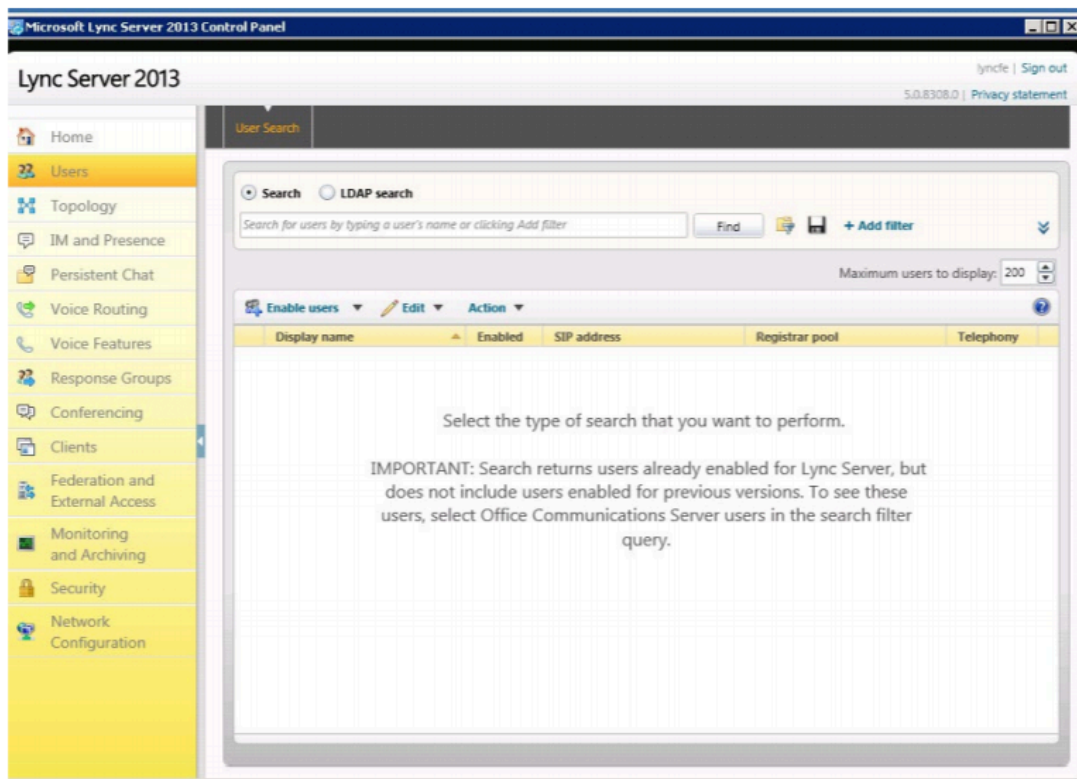 Microsoft Lync Server 2013 Control Panel
Lync Server 2013
lyncfe | Sign out
5.0.8308.0 | Privacy statement
Home
Users
Topology
IM and Presence
Persistent Chat
Voice Routing
Voice Features
Response Groups
Conferencing
Clients
Federation and
External Access
Monitoring
and Archiving
Security
Network
Configuration
User Search
Search LDAP search
Search for users by typing a user's name or clicking Add filter Find + Add filter
Maximum users to display: 200
Enable users Edit Action
Display name Enabled SIP address Registrar pool Telephony
Select the type of search that you want to perform.
IMPORTANT: Search returns users already enabled for Lync Server, but
does not include users enabled for previous versions. To see these
users, select Office Communications Server users in the search filter
query.